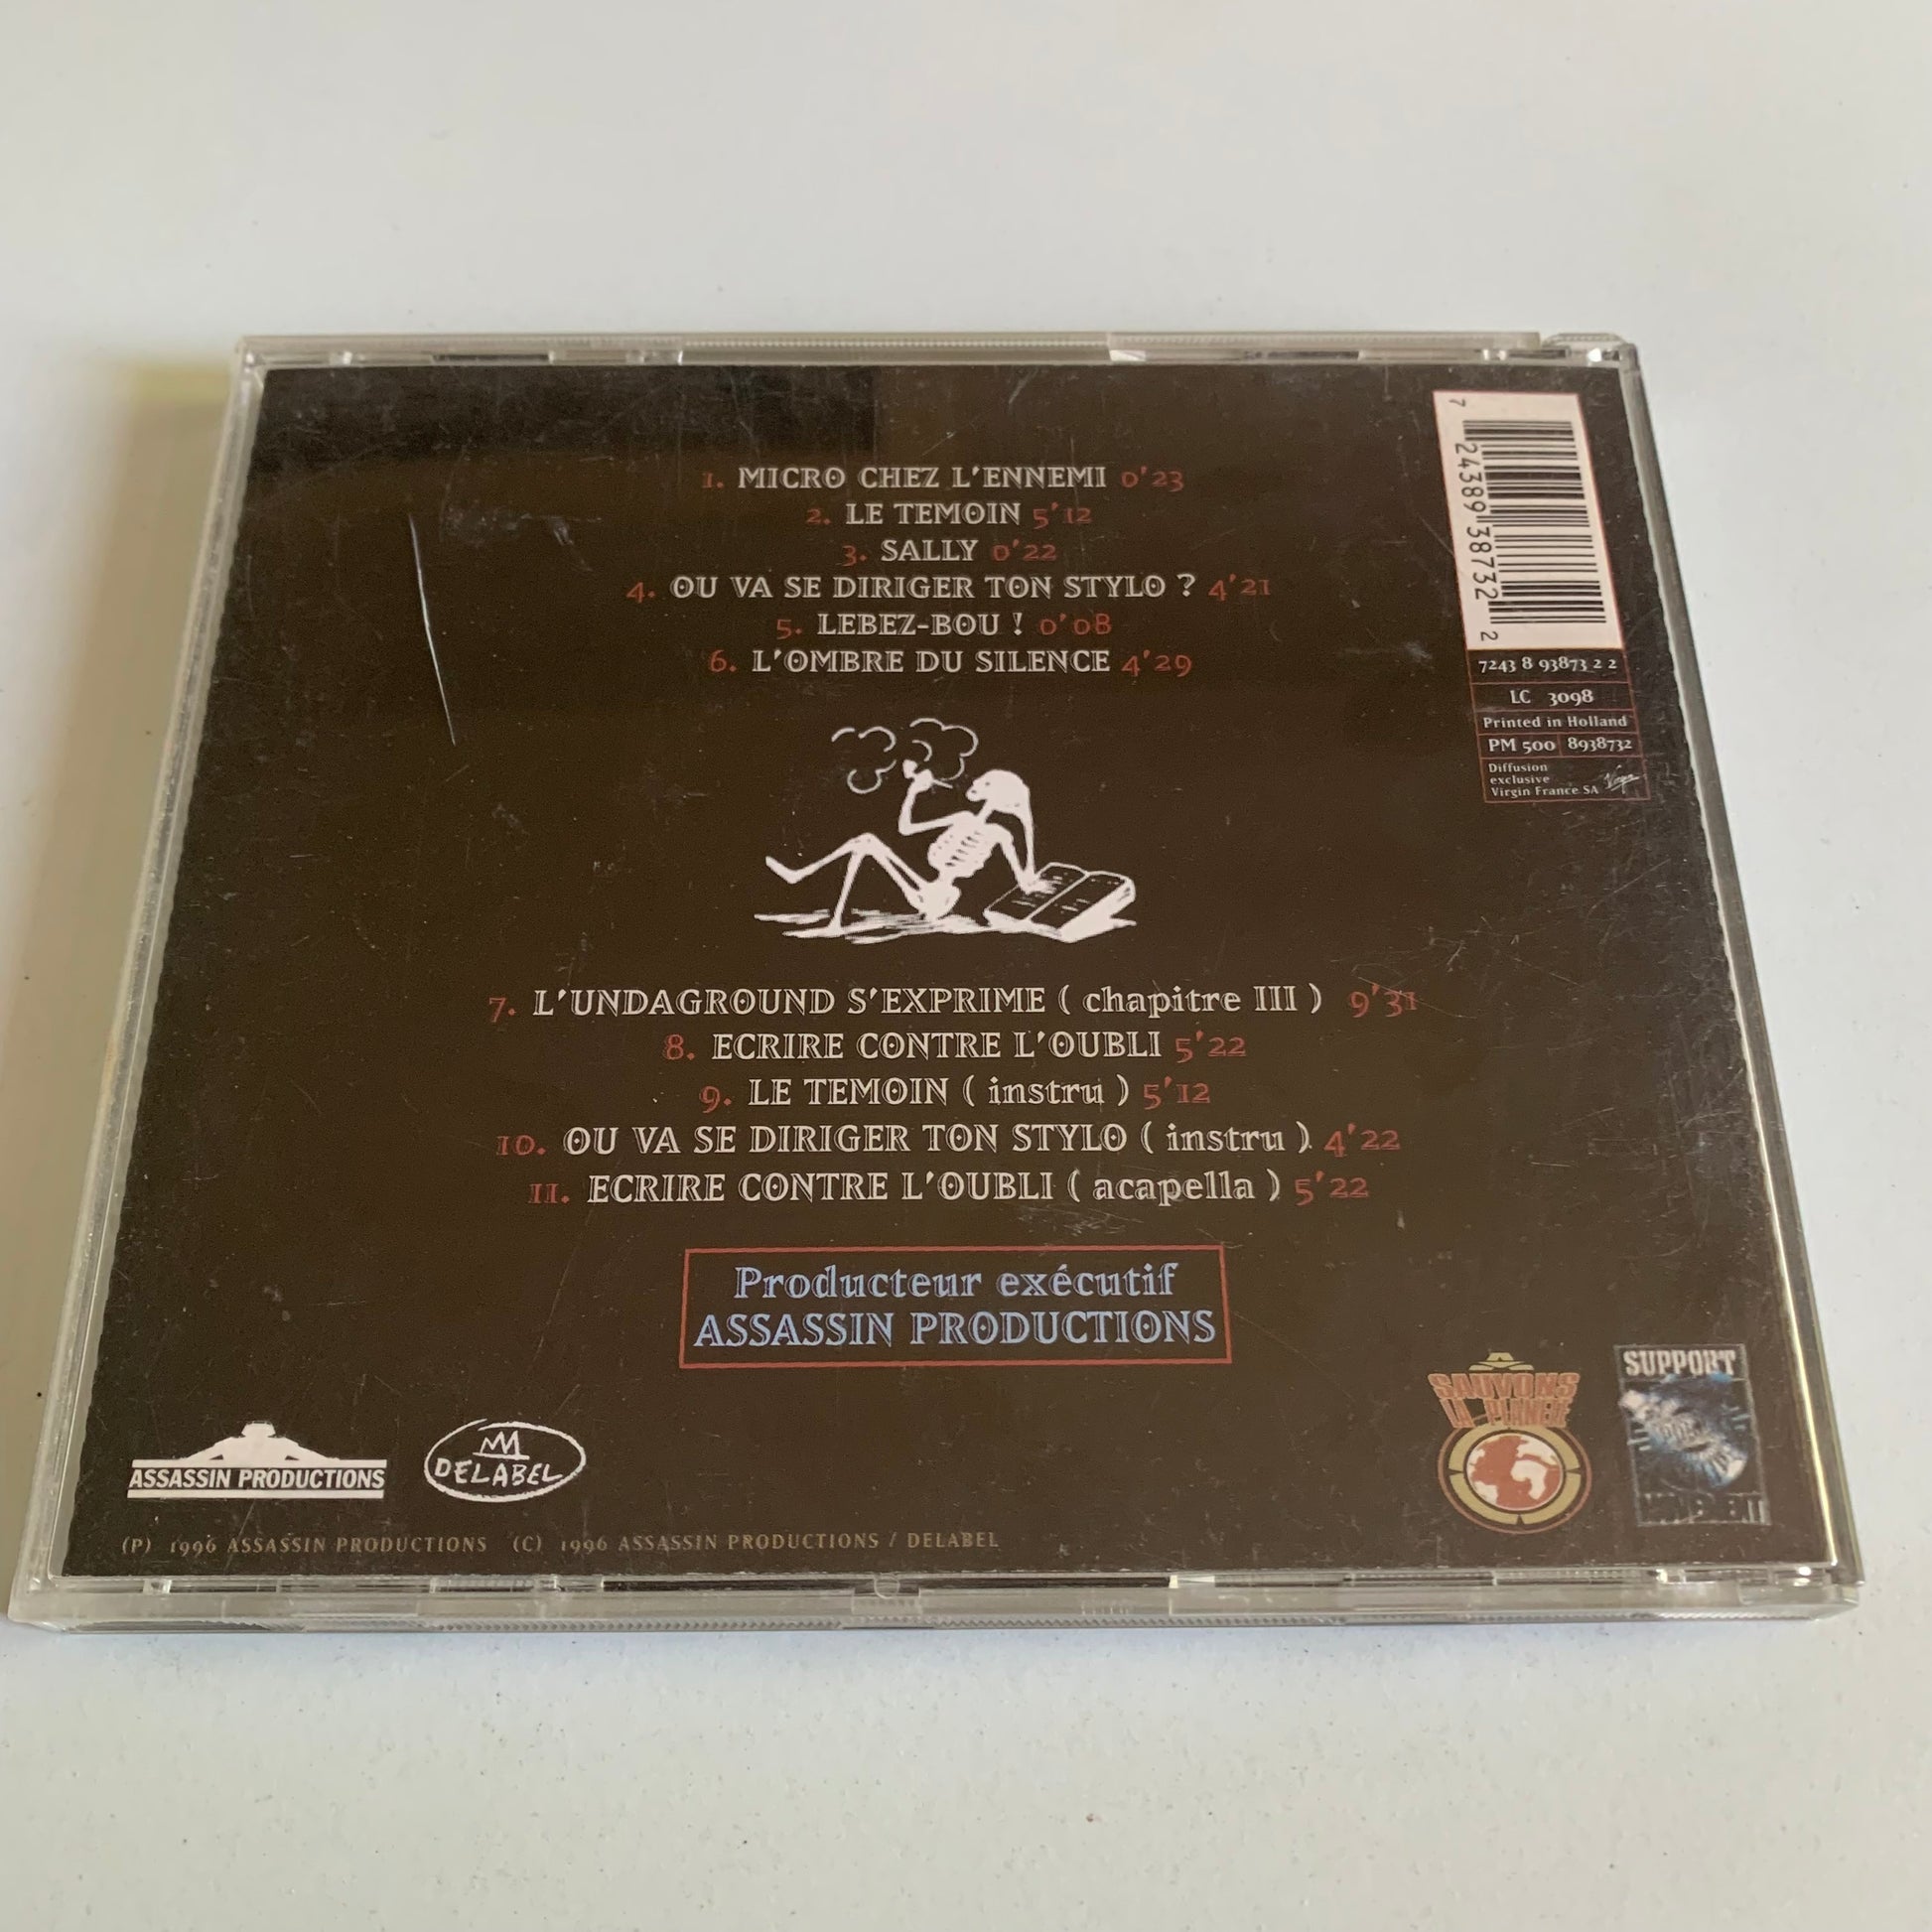 1. MICRO CHEZ L'ENNEMI 0'23
2. LE TEMOIN 5'12
3. SALLY 0'22
4. OU VA SE DIRIGER TON STYLO ? 4'21
5. LEBEZ-BOU ! 0'08
6. L'OMBRE DU SILENCE 4'29
7. L'UNDAGROUND S'EXPRIME ( chapitre III ) 9'31
8. ECRIRE CONTRE L'OUBLI 5'22
9. LE TEMOIN ( instru ) 5'12
10. OU VA SE DIRIGER TON STYLO ( instru ) 4'22
11. ECRIRE CONTRE L'OUBLI ( acapella ) 5'22
Producteur exécutif
ASSASSIN PRODUCTIONS
7 24389 38732 2
7243 8 93873 2 2
LC 3098
Printed in Holland
PM 500 8938732
Diffusion
exclusive
Virgin France SA Virgin
ASSASSIN PRODUCTIONS
DELABEL
SAUVONS
LA PLANETE
SUPPORT
(P) 1996 ASSASSIN PRODUCTIONS (C) 1996 ASSASSIN PRODUCTIONS / DELABEL